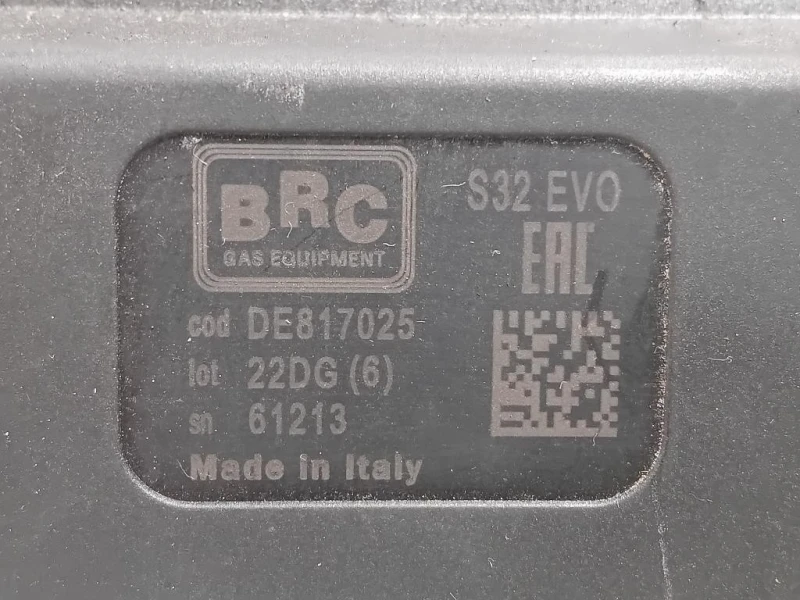 BRC
GAS EQUIPMENT
S32 EVO
EAC
cod DE817025
lot 22DG (6)
sn 61213
Made in Italy